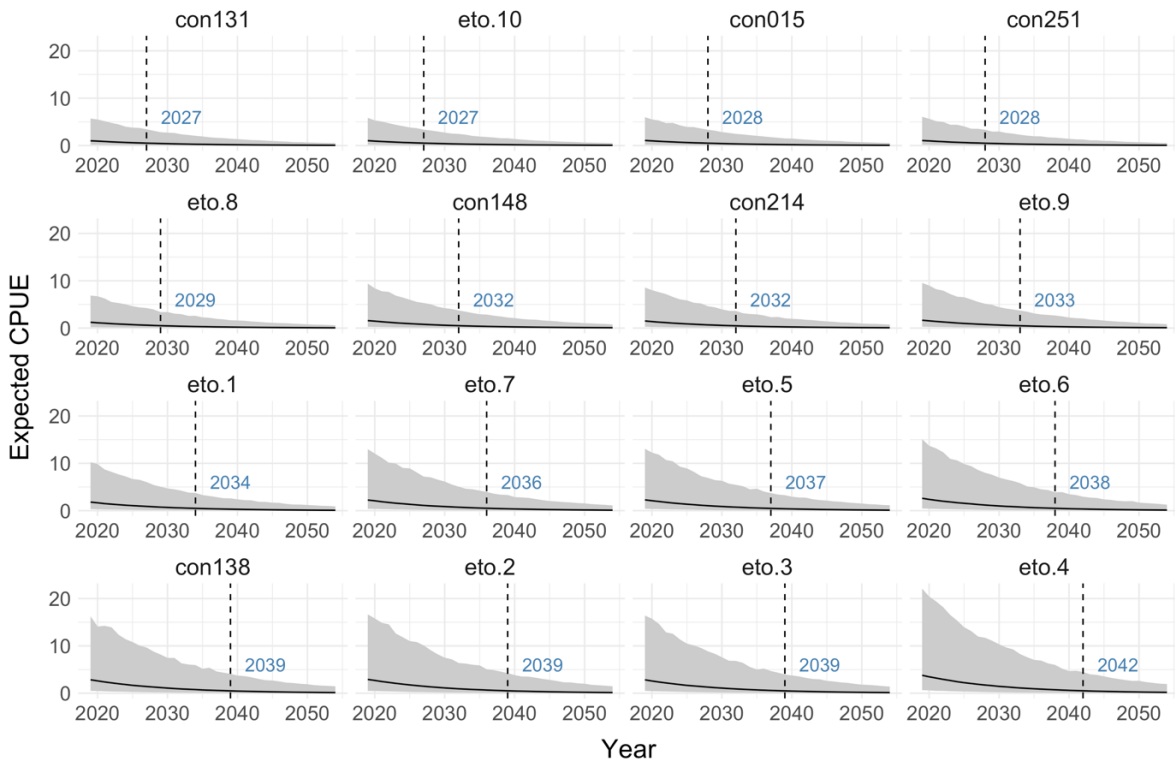 con131 eto.10 con015 con251
20
10
0
2027 2027 2028 2028
2020 2030 2040 2050 2020 2030 2040 2050 2020 2030 2040 2050 2020 2030 2040 2050
eto.8 con148 con214 eto.9
20
10
0
2029 2032 2032 2033
2020 2030 2040 2050 2020 2030 2040 2050 2020 2030 2040 2050 2020 2030 2040 2050
Expected CPUE
eto.1 eto.7 eto.5 eto.6
20
10
0
2034 2036 2037 2038
2020 2030 2040 2050 2020 2030 2040 2050 2020 2030 2040 2050 2020 2030 2040 2050
con138 eto.2 eto.3 eto.4
20
10
0
2039 2039 2039 2042
2020 2030 2040 2050 2020 2030 2040 2050 2020 2030 2040 2050 2020 2030 2040 2050
Year